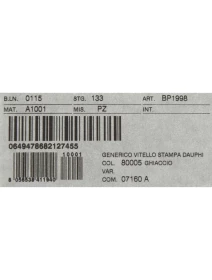 B.I.N. 0115 STG. 133 ART. BP1998
MAT. A1001 MIS. PZ INT.
0649478682127455
10001
GENERICO VITELLO STAMPA DAUPHI
COL. 80005 GHIACCIO
VAR.
COM. 07160 A